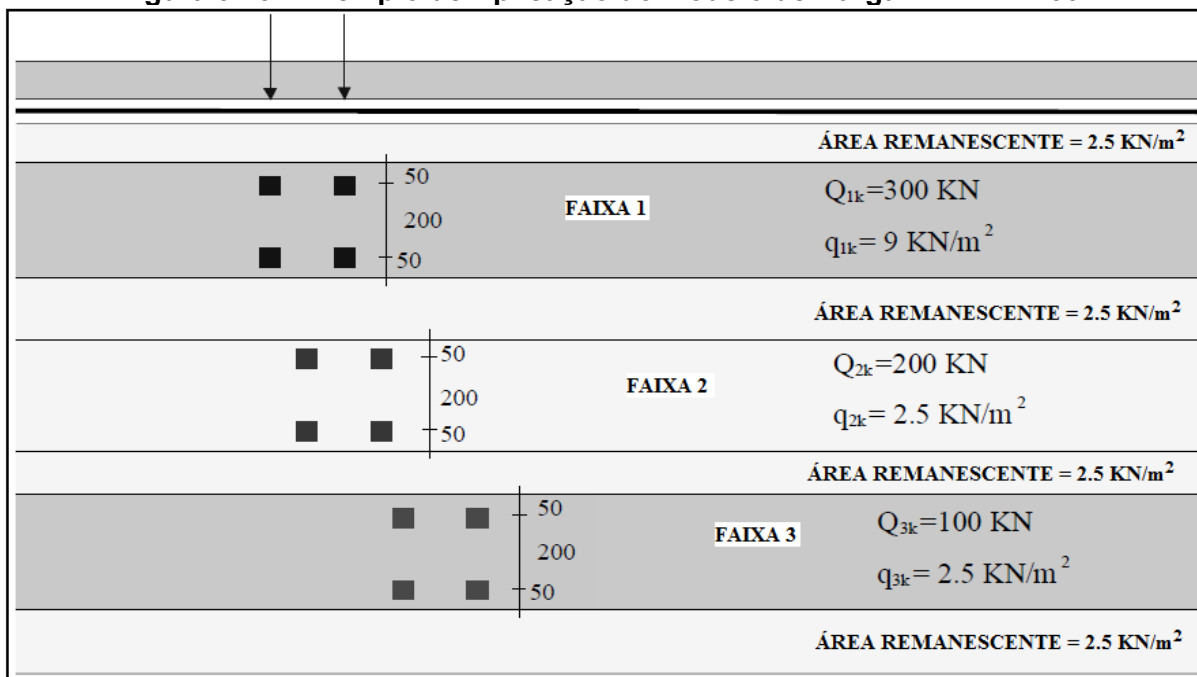 ÁREA REMANESCENTE = 2.5 KN/m²
50
200
50
FAIXA 1
Q1k=300 KN
q1k= 9 KN/m²
ÁREA REMANESCENTE = 2.5 KN/m²
50
200
50
FAIXA 2
Q2k=200 KN
q2k= 2.5 KN/m²
ÁREA REMANESCENTE = 2.5 KN/m²
50
200
50
FAIXA 3
Q3k=100 KN
q3k= 2.5 KN/m²
ÁREA REMANESCENTE = 2.5 KN/m²